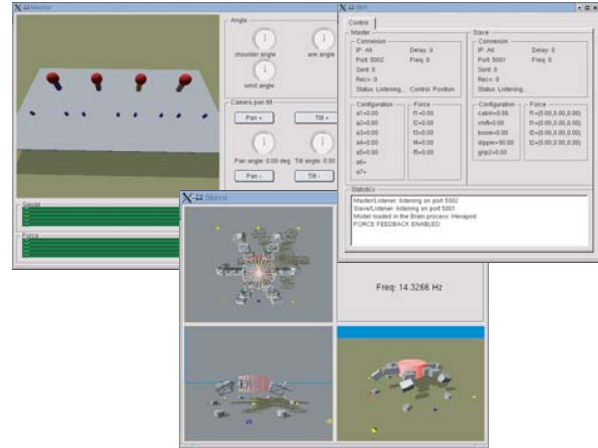 Monitor
Angle
shoulder angle
arm angle
wrist angle
Camera pan tilt
Pan +
Tilt +
Pan angle: 0.00 deg
Tilt angle: 0.00
Pan -
Tilt -
Gauge
Force
Control
Master
Connexion
IP: All
Delay: 0
Port: 5002
Freq: 0
Sent: 0
Recv: 0
Status: Listening...
Control: Position
Configuration
a1=0.00
a2=0.00
a3=0.00
a4=0.00
a5=0.00
a6=
a7=
Force
f1=0.00
f2=0.00
f3=0.00
f4=0.00
f5=0.00
Slave
Connexion
IP: All
Delay: 0
Port: 5001
Freq: 0
Sent: 0
Recv: 0
Status: Listening...
Configuration
cabin=0.00
shift=0.00
boom=0.00
dipper=90.00
grip2=0.00
Force
f1=(0.00,0.00,0.00)
f2=(0.00,0.00,0.00)
Statistics
Master/Listener: listening on port 5002
Slave/Listener: listening on port 5001
Model loaded in the Brain process: Hexapod
FORCE FEEDBACK ENABLED
Freq: 14.3266 Hz